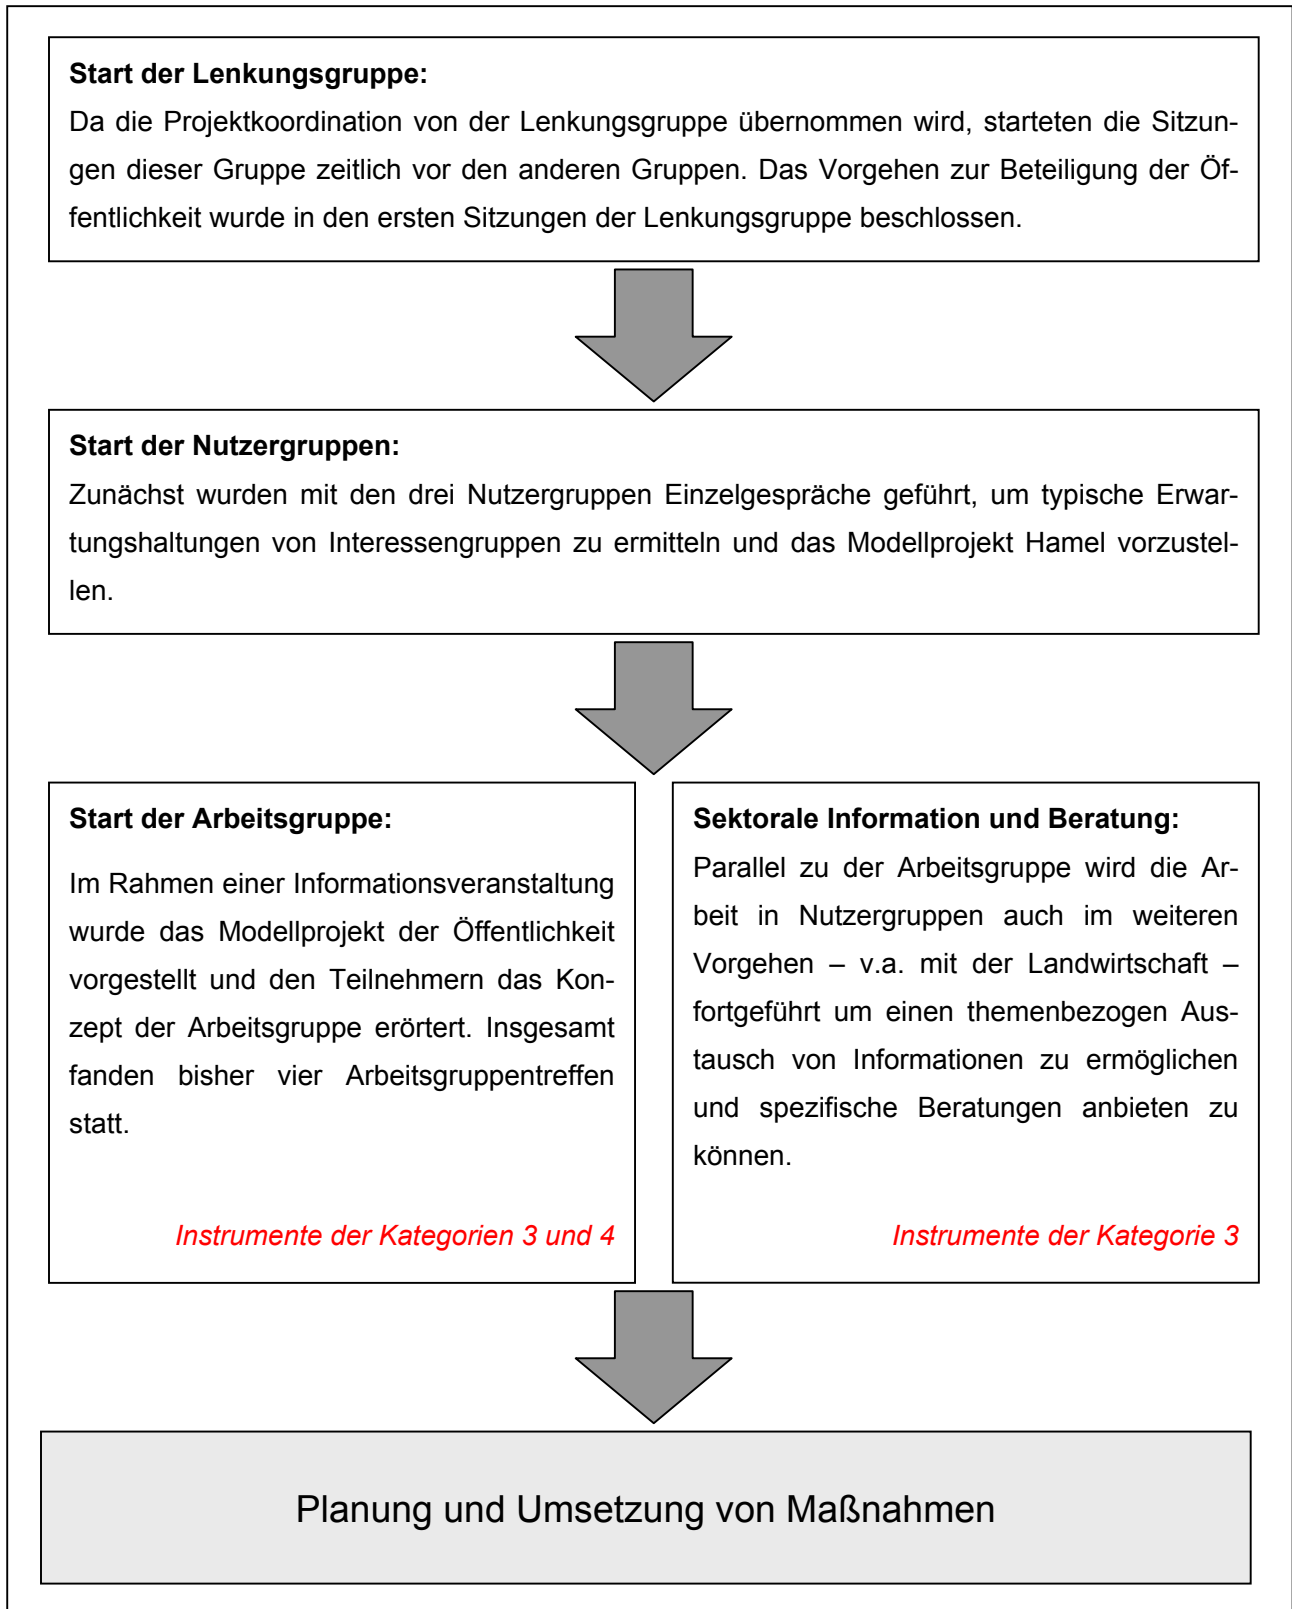 Start der Lenkungsgruppe:
Da die Projektkoordination von der Lenkungsgruppe übernommen wird, starteten die Sitzun-
gen dieser Gruppe zeitlich vor den anderen Gruppen. Das Vorgehen zur Beteiligung der Öf-
fentlichkeit wurde in den ersten Sitzungen der Lenkungsgruppe beschlossen.
Start der Nutzergruppen:
Zunächst wurden mit den drei Nutzergruppen Einzelgespräche geführt, um typische Erwar-
tungshaltungen von Interessengruppen zu ermitteln und das Modellprojekt Hamel vorzustel-
len.
Start der Arbeitsgruppe:
Im Rahmen einer Informationsveranstaltung
wurde das Modellprojekt der Öffentlichkeit
vorgestellt und den Teilnehmern das Kon-
zept der Arbeitsgruppe erörtert. Insgesamt
fanden bisher vier Arbeitsgruppentreffen
statt.
Instrumente der Kategorien 3 und 4
Sektorale Information und Beratung:
Parallel zu der Arbeitsgruppe wird die Ar-
beit in Nutzergruppen auch im weiteren
Vorgehen – v.a. mit der Landwirtschaft –
fortgeführt um einen themenbezogen Aus-
tausch von Informationen zu ermöglichen
und spezifische Beratungen anbieten zu
können.
Instrumente der Kategorie 3
Planung und Umsetzung von Maßnahmen